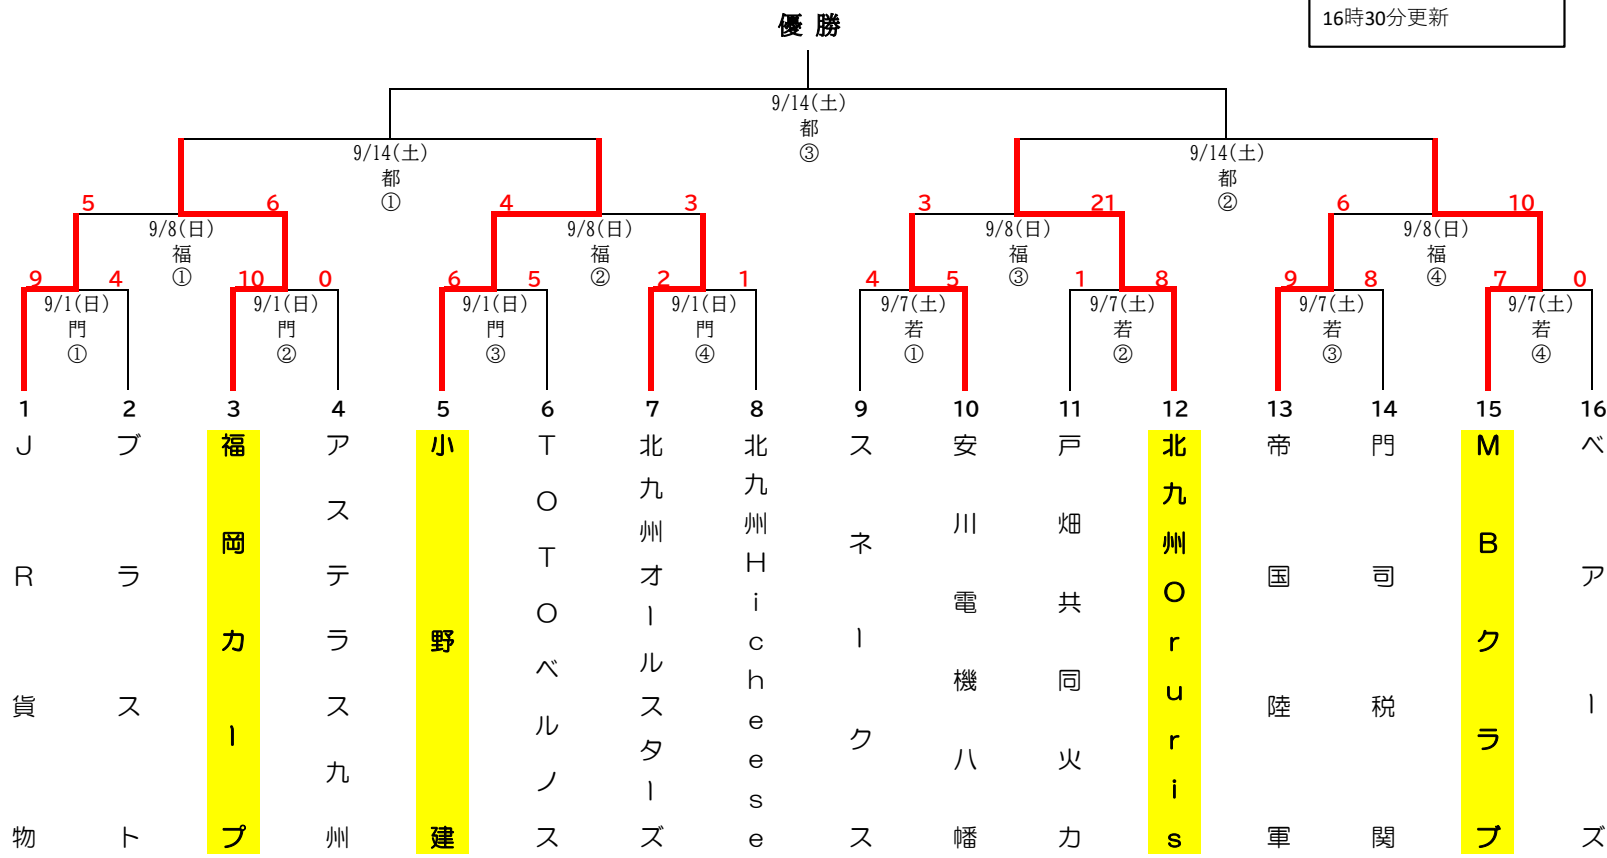 16時30分更新
優勝
9/14(土)
都
③
9/14(土)
都
①
9/14(土)
都
②
5 6 4 3 3 21 6 10
9/8(日)
福
①
9/8(日)
福
②
9/8(日)
福
③
9/8(日)
福
④
9 4 10 0 6 5 2 1 4 5 1 8 9 8 7 0
9/1(日)
門
①
9/1(日)
門
②
9/1(日)
門
③
9/1(日)
門
④
9/7(土)
若
①
9/7(土)
若
②
9/7(土)
若
③
9/7(土)
若
④
1 2 3 4 5 6 7 8 9 10 11 12 13 14 15 16
JR貨物
ブラスト
福岡カープ
アステラス九州
小野建
TOTOベルノス
北九州オールスターズ
北九州Hicheese
スネークス
安川電機八幡
戸畑共同火力
北九州Oruris
帝国陸軍
門司税関
MBクラブ
ベアーズ